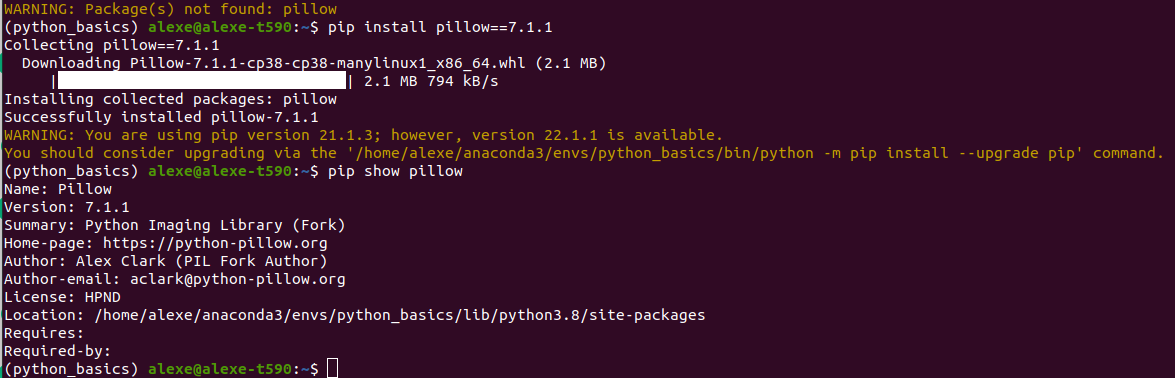 WARNING: Package(s) not found: pillow
(python_basics) alexe@alexe-t590:~$ pip install pillow==7.1.1
Collecting pillow==7.1.1
  Downloading Pillow-7.1.1-cp38-cp38-manylinux1_x86_64.whl (2.1 MB)
     |████████████████████████████████| 2.1 MB 794 kB/s
Installing collected packages: pillow
Successfully installed pillow-7.1.1
WARNING: You are using pip version 21.1.3; however, version 22.1.1 is available.
You should consider upgrading via the '/home/alexe/anaconda3/envs/python_basics/bin/python -m pip install --upgrade pip' command.
(python_basics) alexe@alexe-t590:~$ pip show pillow
Name: Pillow
Version: 7.1.1
Summary: Python Imaging Library (Fork)
Home-page: https://python-pillow.org
Author: Alex Clark (PIL Fork Author)
Author-email: aclark@python-pillow.org
License: HPND
Location: /home/alexe/anaconda3/envs/python_basics/lib/python3.8/site-packages
Requires:
Required-by:
(python_basics) alexe@alexe-t590:~$